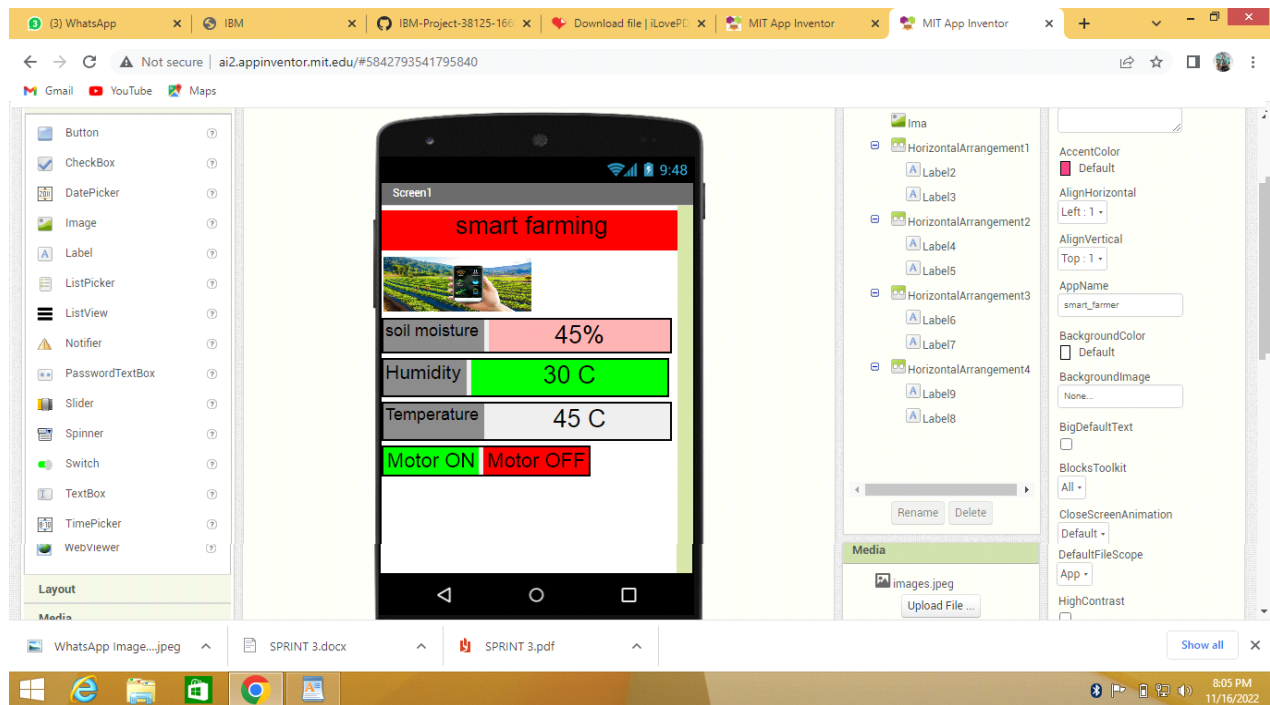 (3) WhatsApp
IBM
IBM-Project-38125-166
Download file | iLovePD
MIT App Inventor
MIT App Inventor
Not secure | ai2.appinventor.mit.edu/#5842793541795840
Gmail
YouTube
Maps
Button
CheckBox
DatePicker
Image
Label
ListPicker
ListView
Notifier
PasswordTextBox
Slider
Spinner
Switch
TextBox
TimePicker
WebViewer
Layout
Media
9:48
Screen1
smart farming
soil moisture 45%
Humidity 30 C
Temperature 45 C
Motor ON Motor OFF
Ima
HorizontalArrangement1
Label2
Label3
HorizontalArrangement2
Label4
Label5
HorizontalArrangement3
Label6
Label7
HorizontalArrangement4
Label9
Label8
Rename Delete
Media
images.jpeg
Upload File ...
AccentColor
Default
AlignHorizontal
Left : 1
AlignVertical
Top : 1
AppName
smart_farmer
BackgroundColor
Default
BackgroundImage
None...
BigDefaultText
BlocksToolkit
All
CloseScreenAnimation
Default
DefaultFileScope
App
HighContrast
WhatsApp Image....jpeg
SPRINT 3.docx
SPRINT 3.pdf
Show all
8:05 PM
11/16/2022